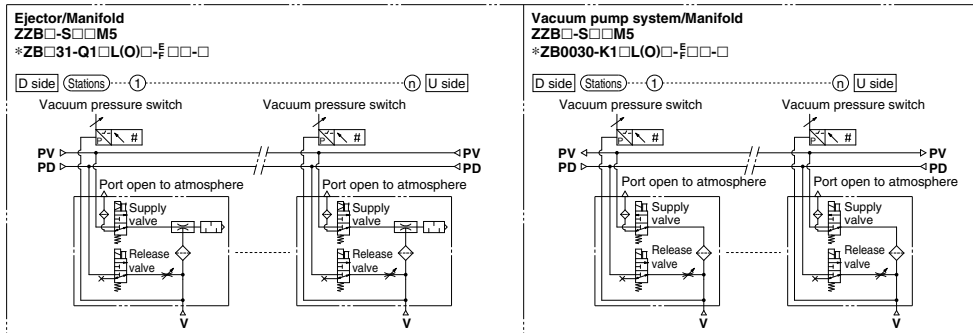 Ejector/Manifold
ZZB□-S□□M5
*ZB□31-Q1□L(O)□-E/F□□-□
D side Stations 1 n U side
Vacuum pressure switch Vacuum pressure switch
P # P #
PV PV
PD PD
Port open to atmosphere Port open to atmosphere
Supply valve Supply valve
Release valve Release valve
V V
Vacuum pump system/Manifold
ZZB□-S□□M5
*ZB0030-K1□L(O)□-E/F□□-□
D side Stations 1 n U side
Vacuum pressure switch Vacuum pressure switch
P # P #
PV PV
PD PD
Port open to atmosphere Port open to atmosphere
Supply valve Supply valve
Release valve Release valve
V V